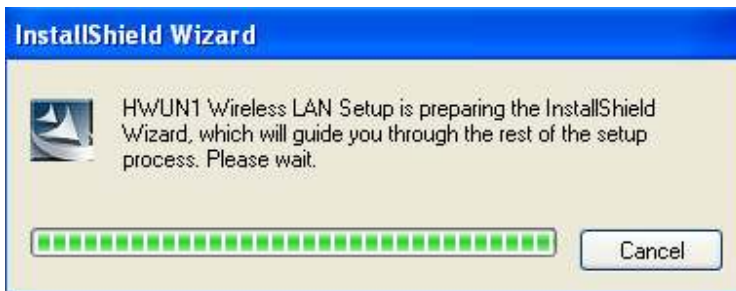 InstallShield Wizard
HWUN1 Wireless LAN Setup is preparing the InstallShield
Wizard, which will guide you through the rest of the setup
process. Please wait.
Cancel